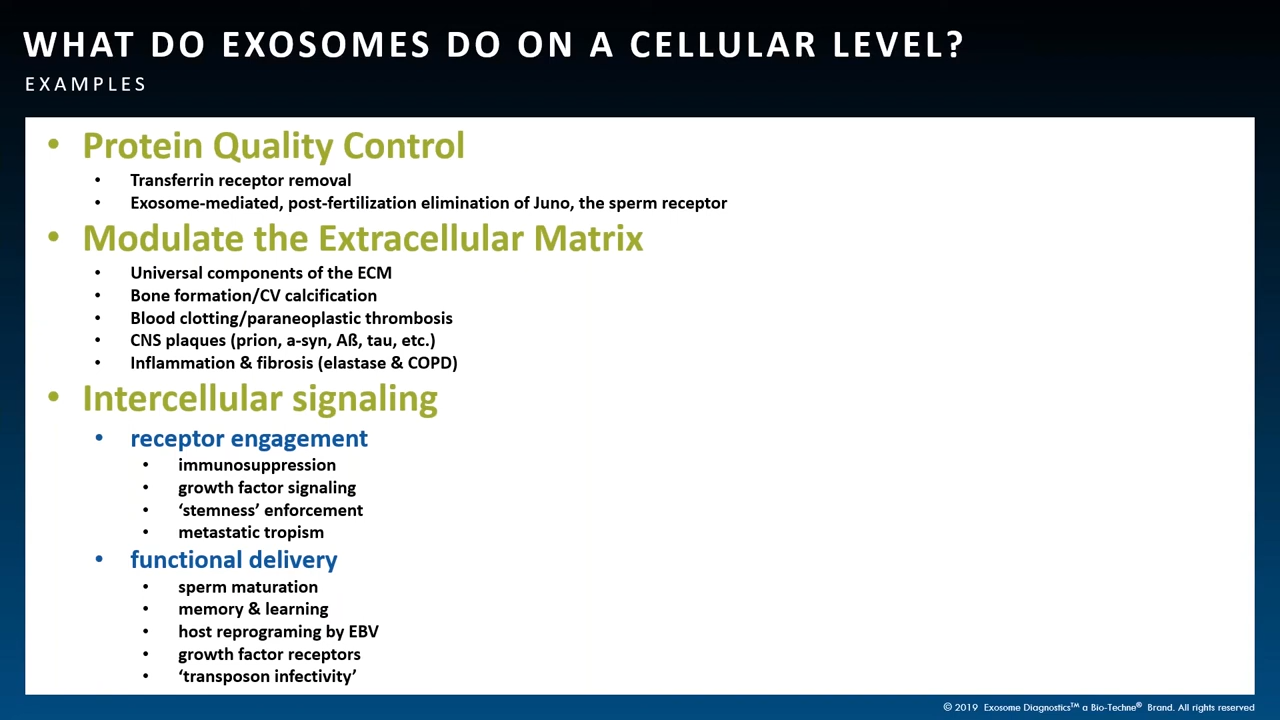 WHAT DO EXOSOMES DO ON A CELLULAR LEVEL?
EXAMPLES
• Protein Quality Control
• Transferrin receptor removal
• Exosome-mediated, post-fertilization elimination of Juno, the sperm receptor
• Modulate the Extracellular Matrix
• Universal components of the ECM
• Bone formation/CV calcification
• Blood clotting/paraneoplastic thrombosis
• CNS plaques (prion, a-syn, Aß, tau, etc.)
• Inflammation & fibrosis (elastase & COPD)
• Intercellular signaling
• receptor engagement
• immunosuppression
• growth factor signaling
• ‘stemness’ enforcement
• metastatic tropism
• functional delivery
• sperm maturation
• memory & learning
• host reprograming by EBV
• growth factor receptors
• ‘transposon infectivity’
© 2019 Exosome Diagnostics™ a Bio-Techne® Brand. All rights reserved